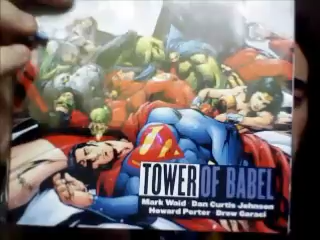 TOWER OF BABEL
Mark Waid · Dan Curtis Johnson
Howard Porter · Drew Geraci